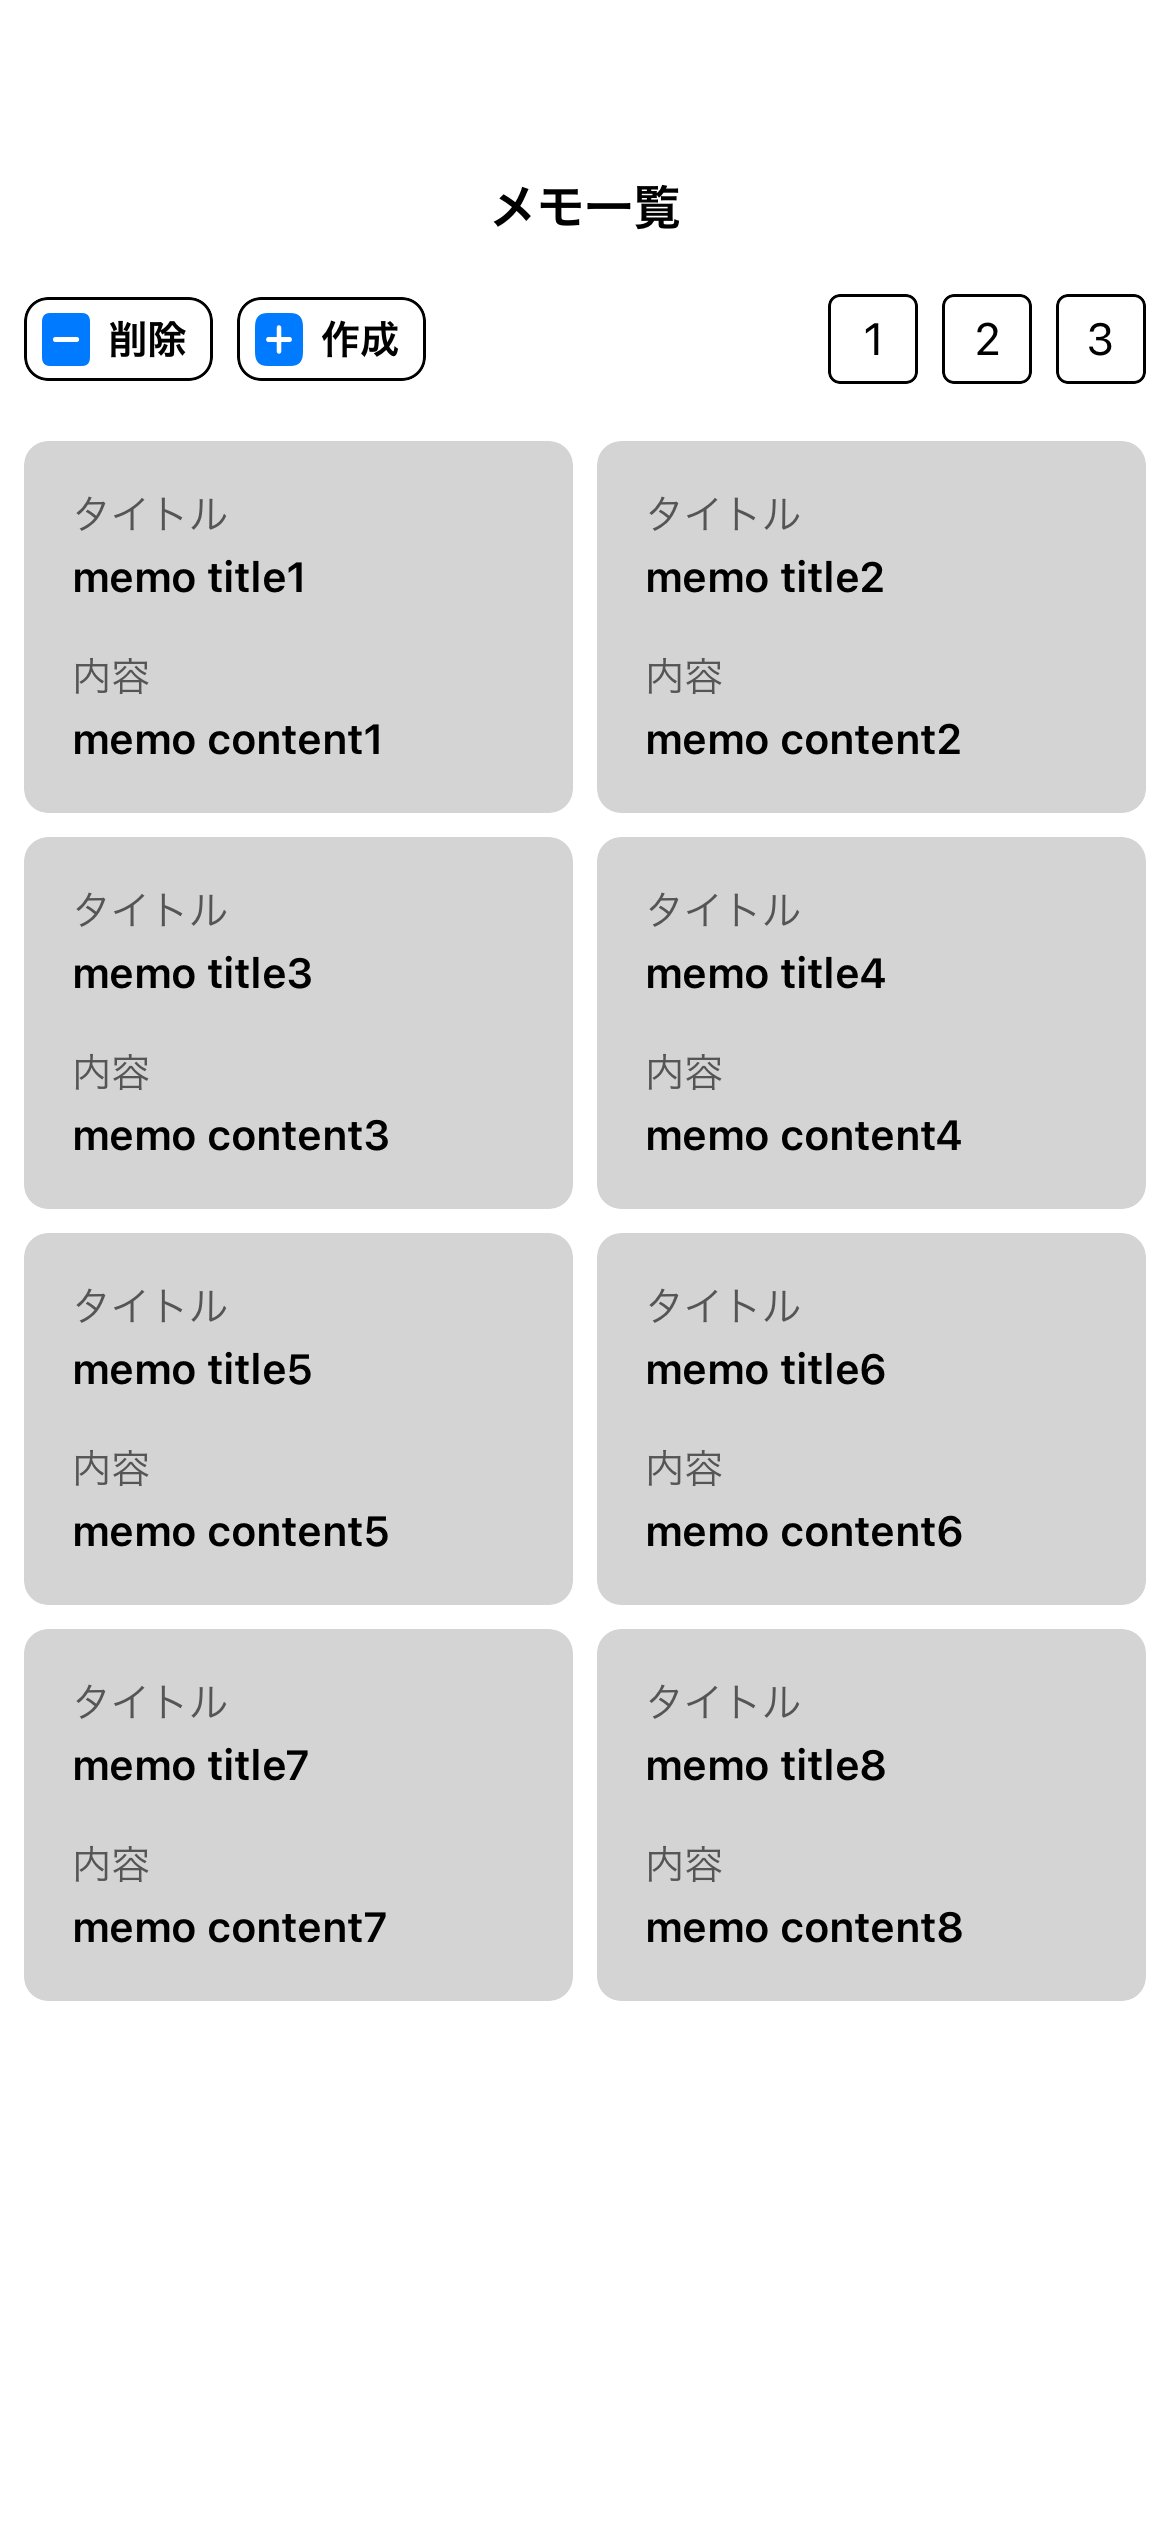 メモ一覧
削除 作成 1 2 3
タイトル
memo title1
内容
memo content1
タイトル
memo title2
内容
memo content2
タイトル
memo title3
内容
memo content3
タイトル
memo title4
内容
memo content4
タイトル
memo title5
内容
memo content5
タイトル
memo title6
内容
memo content6
タイトル
memo title7
内容
memo content7
タイトル
memo title8
内容
memo content8